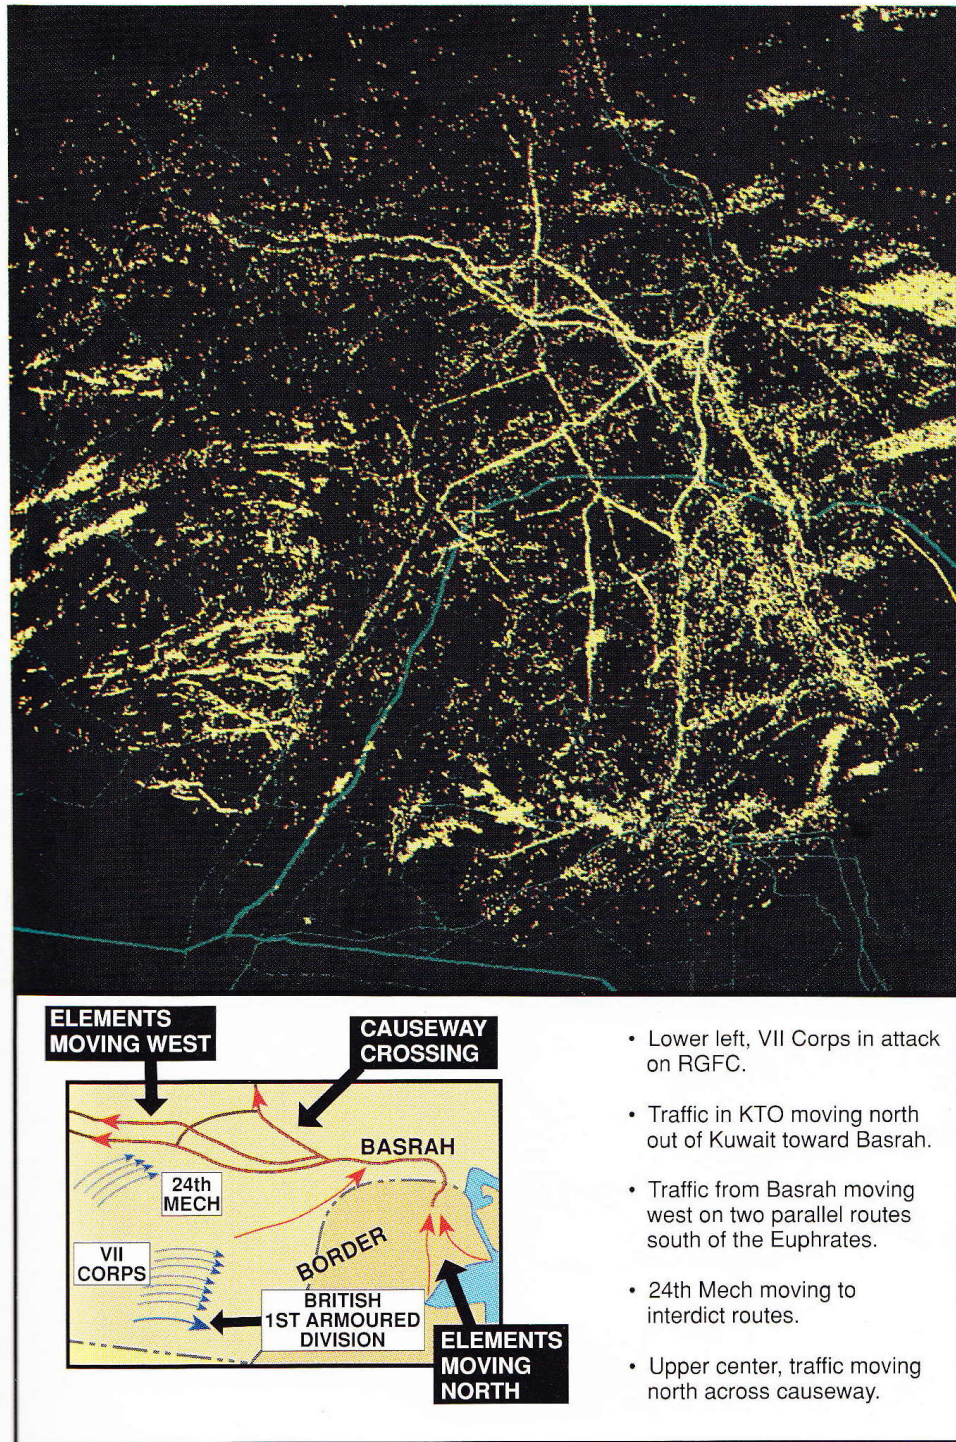 ELEMENTS
MOVING WEST
CAUSEWAY
CROSSING
BASRAH
24th
MECH
VII
CORPS
BORDER
BRITISH
1ST ARMOURED
DIVISION
ELEMENTS
MOVING
NORTH
• Lower left, VII Corps in attack
on RGFC.
• Traffic in KTO moving north
out of Kuwait toward Basrah.
• Traffic from Basrah moving
west on two parallel routes
south of the Euphrates.
• 24th Mech moving to
interdict routes.
• Upper center, traffic moving
north across causeway.